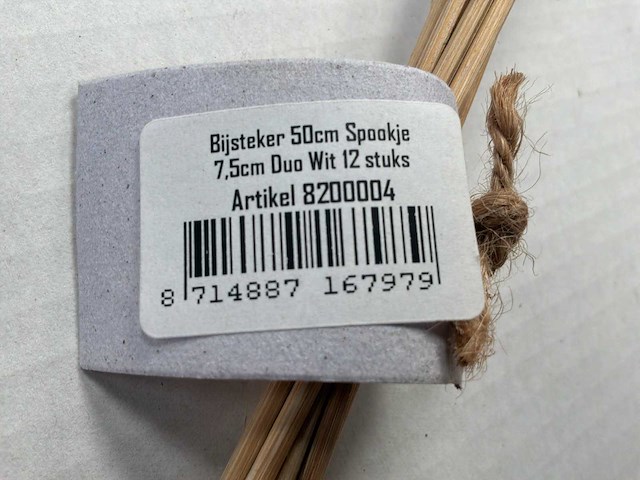 Bijsteker 50cm Spookje
7,5cm Duo Wit 12 stuks
Artikel 8200004
8 714887 167979